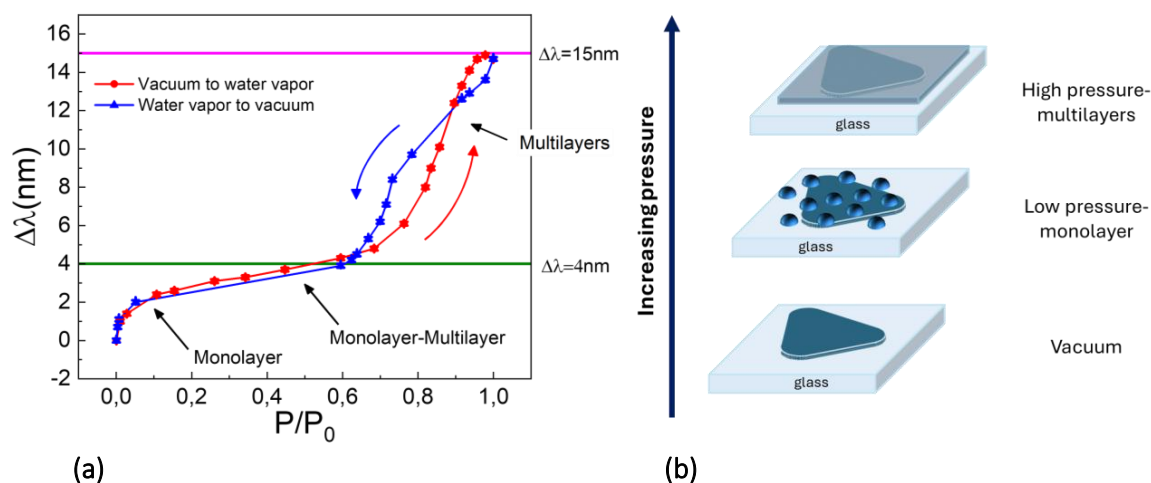 16
14
12
10
8
6
4
2
0
-2
Δλ(nm)
Vacuum to water vapor
Water vapor to vacuum
Δλ=15nm
Multilayers
Δλ=4nm
Monolayer-Multilayer
Monolayer
0,0
0,2
0,4
0,6
0,8
1,0
P/P₀
(a)
Increasing pressure
glass
High pressure-
multilayers
glass
Low pressure-
monolayer
glass
Vacuum
(b)